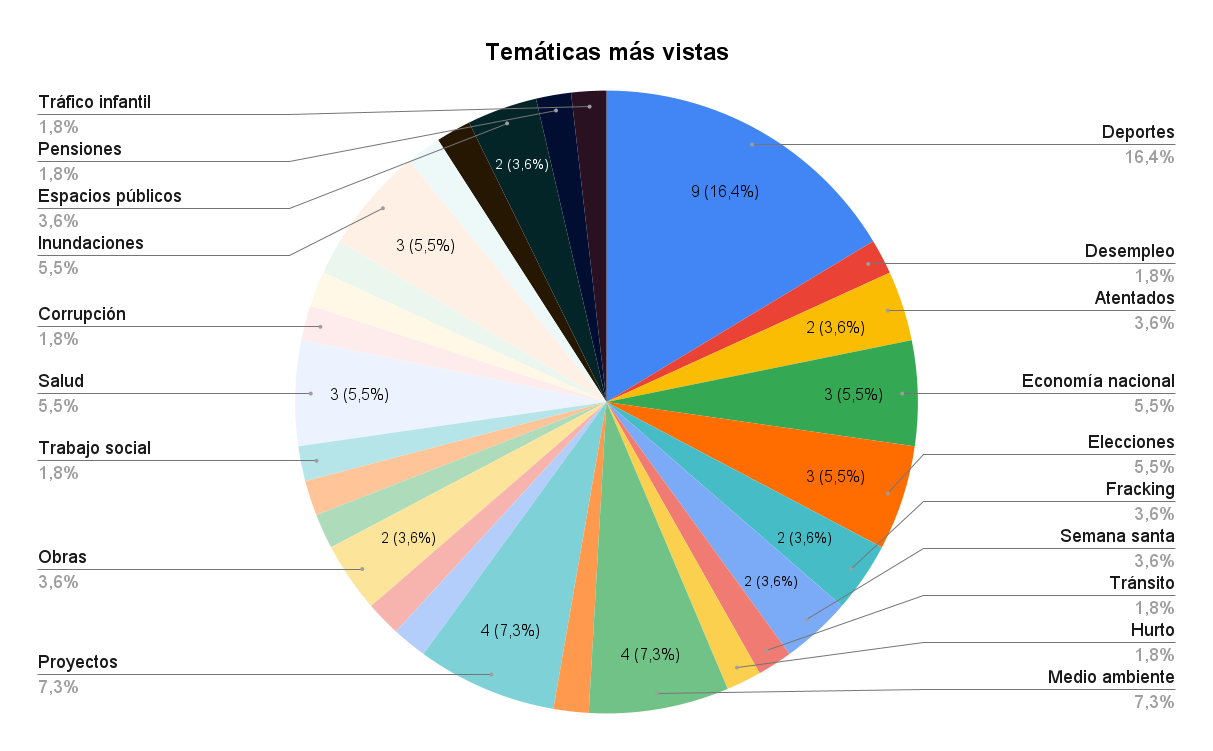 Temáticas más vistas
Tráfico infantil
1,8%
Pensiones
1,8%
Espacios públicos
3,6%
Inundaciones
5,5%
Corrupción
1,8%
Salud
5,5%
Trabajo social
1,8%
Obras
3,6%
Proyectos
7,3%
Deportes
16,4%
Desempleo
1,8%
Atentados
3,6%
Economía nacional
5,5%
Elecciones
5,5%
Fracking
3,6%
Semana santa
3,6%
Tránsito
1,8%
Hurto
1,8%
Medio ambiente
7,3%
9 (16,4%)
2 (3,6%)
3 (5,5%)
3 (5,5%)
2 (3,6%)
2 (3,6%)
4 (7,3%)
4 (7,3%)
2 (3,6%)
3 (5,5%)
3 (5,5%)
2 (3,6%)